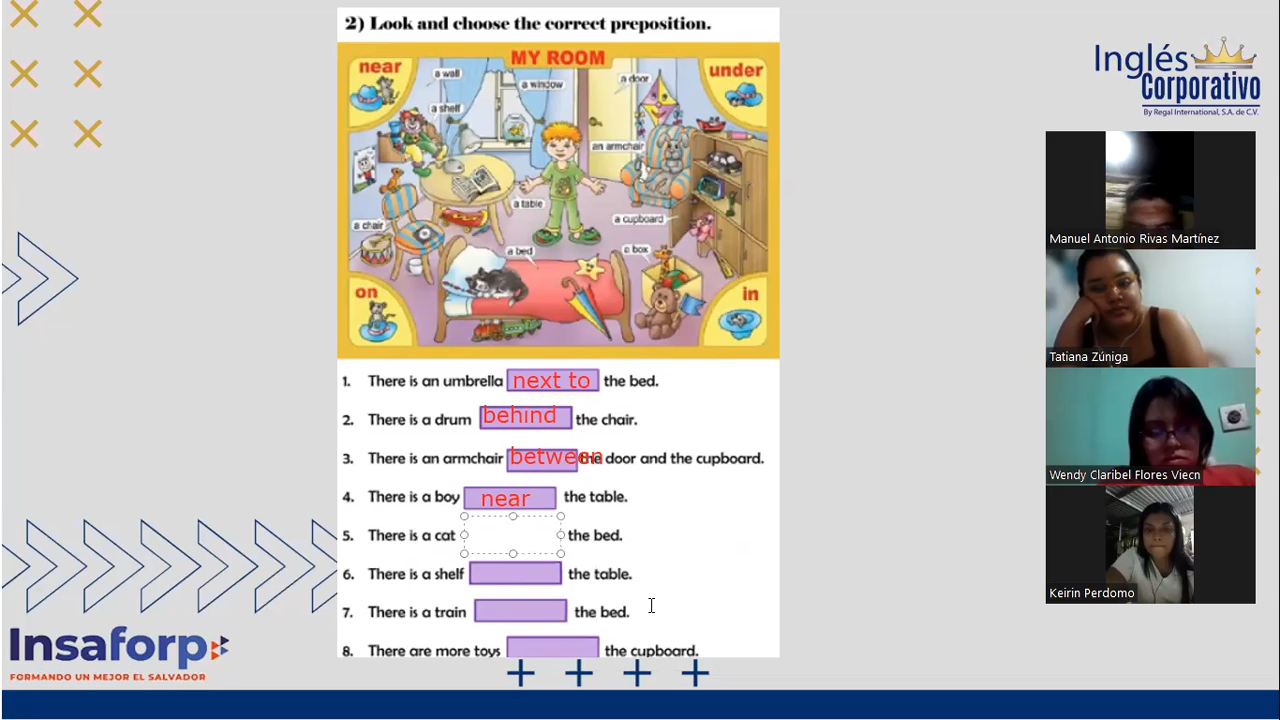 2) Look and choose the correct preposition.
MY ROOM
near
under
a wall
a window
a door
a shelf
an armchair
a table
a cupboard
a chair
a bed
a box
on
in
1. There is an umbrella next to the bed.
2. There is a drum behind the chair.
3. There is an armchair between the door and the cupboard.
4. There is a boy near the table.
5. There is a cat the bed.
6. There is a shelf the table.
7. There is a train the bed.
8. There are more toys the cupboard.
Inglés
Corporativo
By Regal International, S.A. de C.V.
Manuel Antonio Rivas Martínez
Tatiana Zúniga
Wendy Claribel Flores Viecn
Keirin Perdomo
Insaforp
FORMANDO UN MEJOR EL SALVADOR